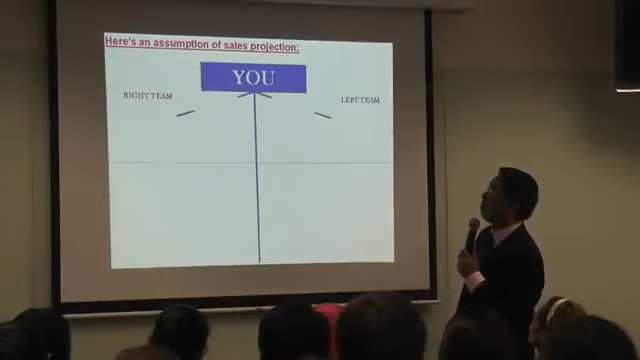 Here's an assumption of sales projection:
YOU
RIGHT TEAM
LEFT TEAM